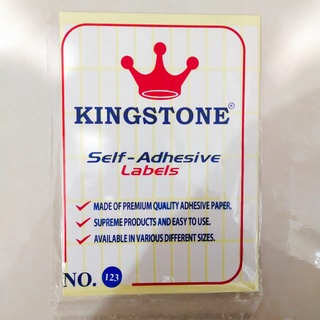 KINGSTONE®
Self-Adhesive
Labels
✓ MADE OF PREMIUM QUALITY ADHESIVE PAPER.
✓ SUPREME PRODUCTS AND EASY TO USE.
✓ AVAILABLE IN VARIOUS DIFFERENT SIZES.
NO. 123